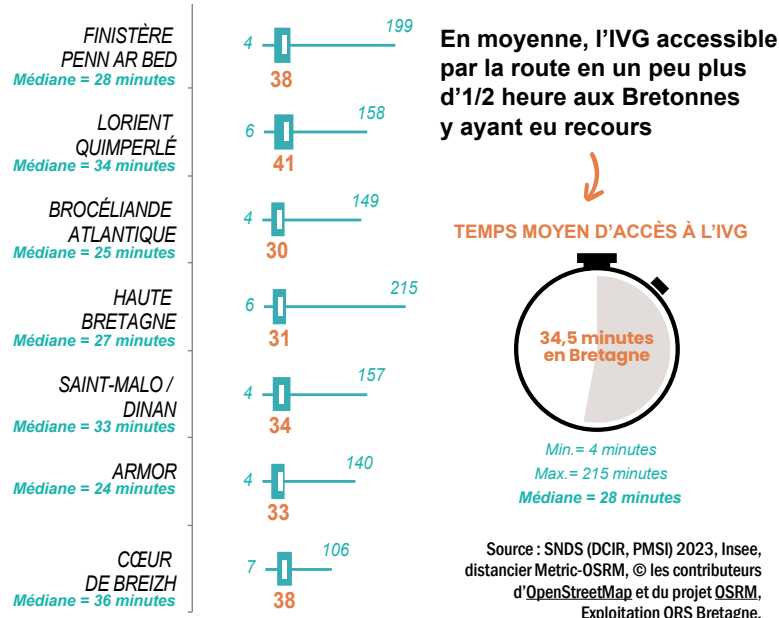 FINISTÈRE
PENN AR BED
Médiane = 28 minutes
4
199
38
LORIENT
QUIMPERLÉ
Médiane = 34 minutes
6
158
41
BROCÉLIANDE
ATLANTIQUE
Médiane = 25 minutes
4
149
30
HAUTE
BRETAGNE
Médiane = 27 minutes
6
215
31
SAINT-MALO /
DINAN
Médiane = 33 minutes
4
157
34
ARMOR
Médiane = 24 minutes
4
140
33
CŒUR
DE BREIZH
Médiane = 36 minutes
7
106
38
En moyenne, l’IVG accessible
par la route en un peu plus
d’1/2 heure aux Bretonnes
y ayant eu recours
TEMPS MOYEN D’ACCÈS À L’IVG
34,5 minutes
en Bretagne
Min.= 4 minutes
Max.= 215 minutes
Médiane = 28 minutes
Source : SNDS (DCIR, PMSI) 2023, Insee,
distancier Metric-OSRM, © les contributeurs
d’OpenStreetMap et du projet OSRM,
Exploitation ORS Bretagne.